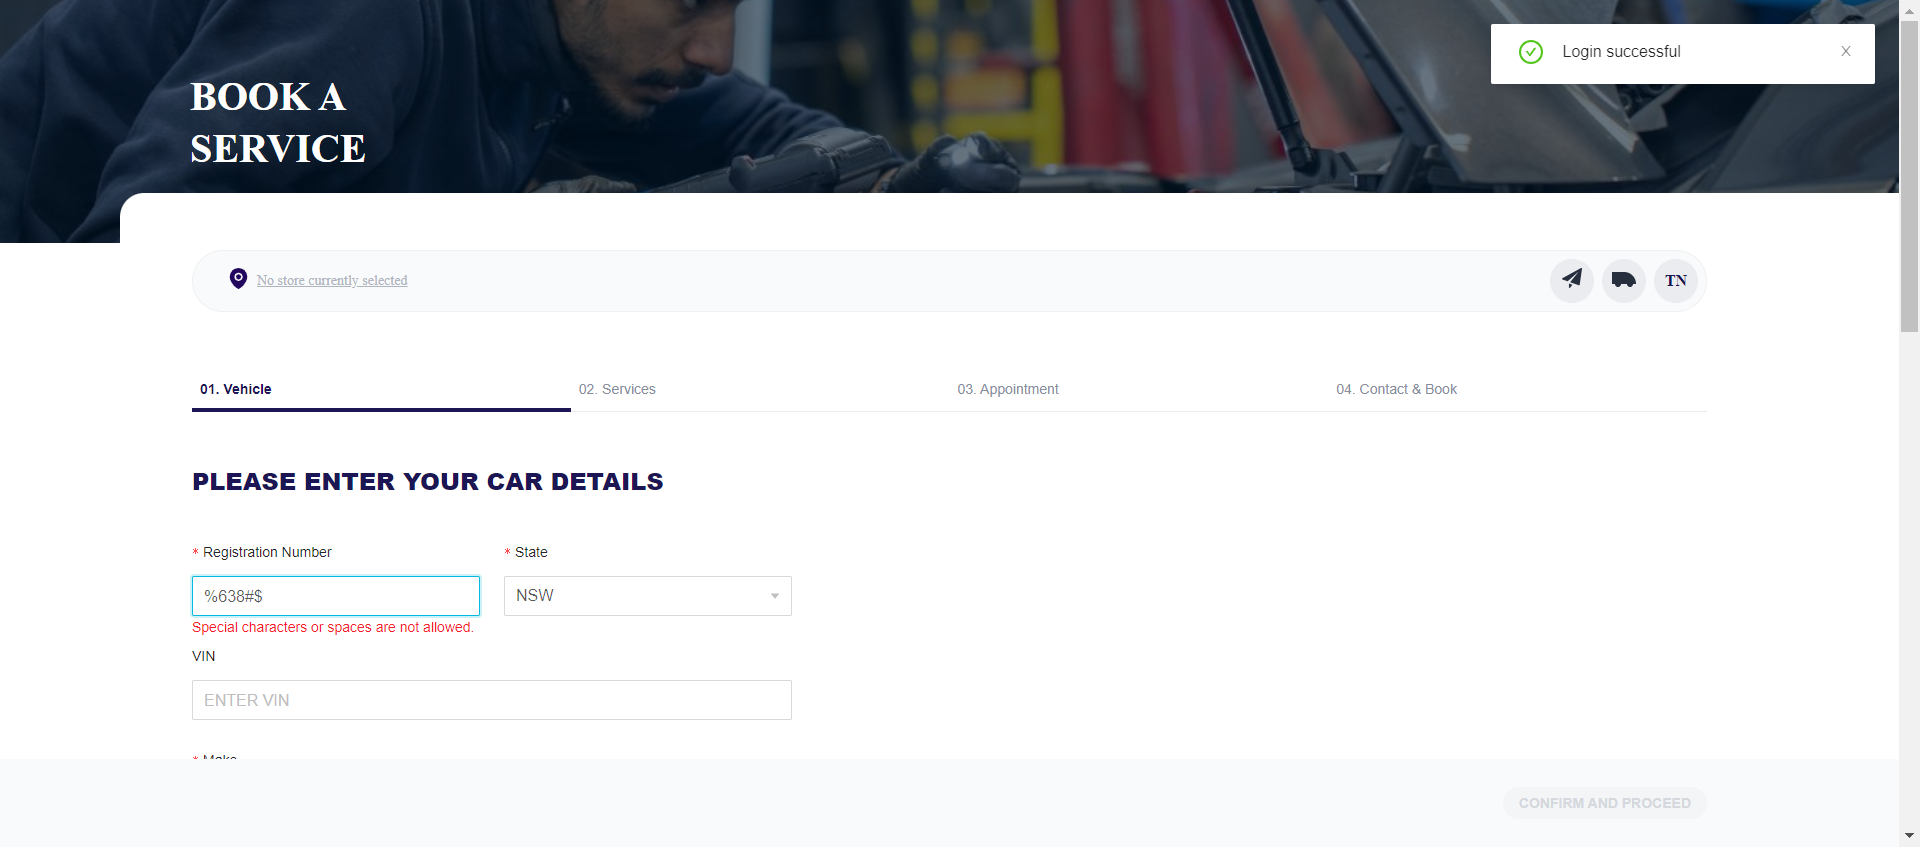 BOOK A
SERVICE
Login successful
No store currently selected
TN
01. Vehicle
02. Services
03. Appointment
04. Contact & Book
PLEASE ENTER YOUR CAR DETAILS
* Registration Number
* State
%638#$
NSW
Special characters or spaces are not allowed.
VIN
ENTER VIN
* Make
CONFIRM AND PROCEED